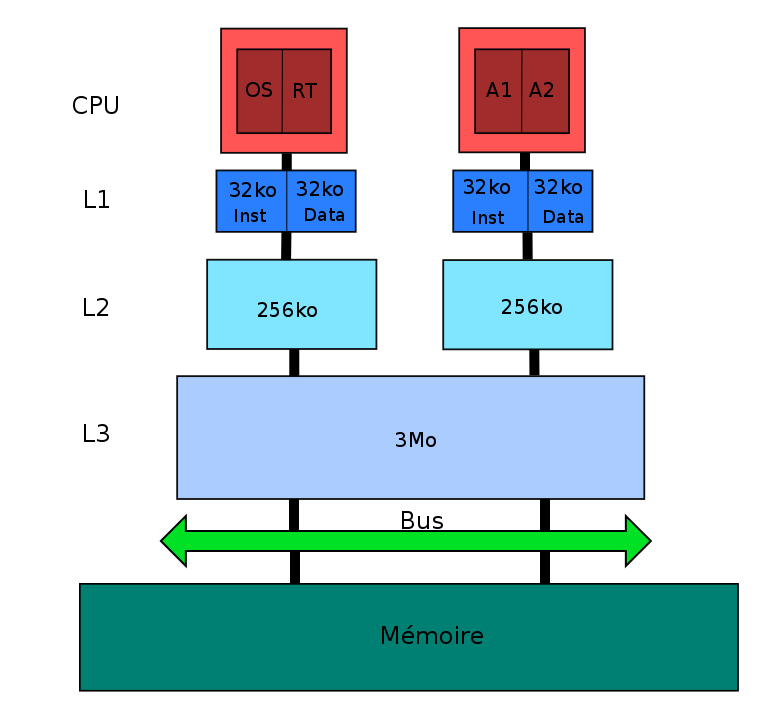 CPU
OS RT
A1 A2
L1
32ko 32ko
Inst Data
32ko 32ko
Inst Data
L2
256ko
256ko
L3
3Mo
Bus
Mémoire